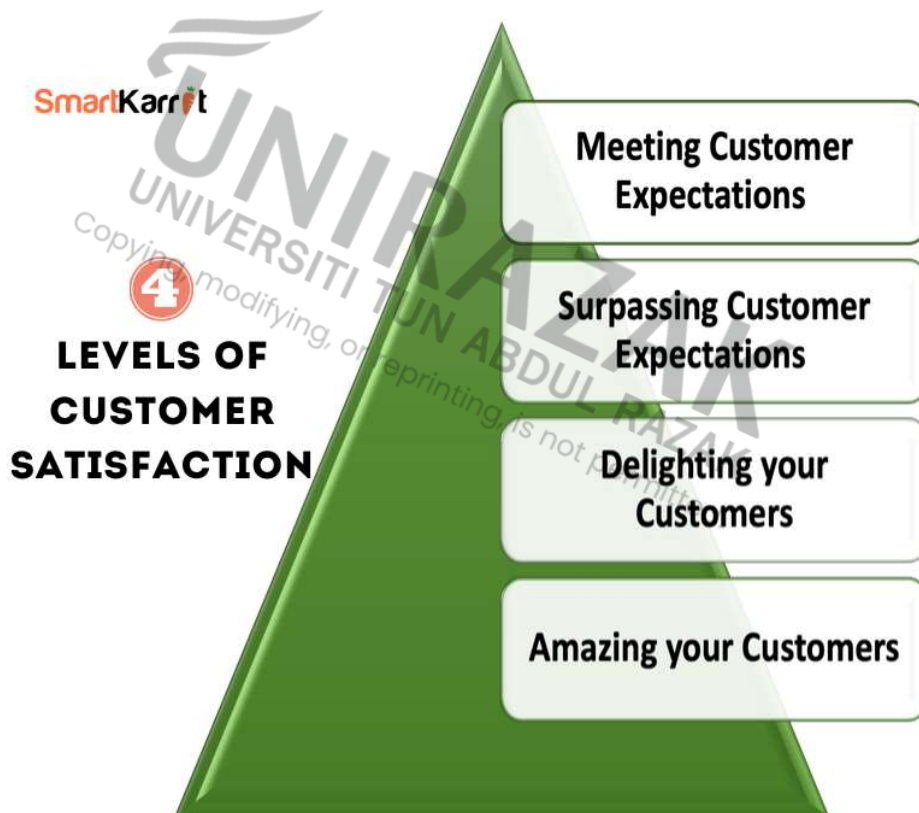 SmartKarrot
4
LEVELS OF
CUSTOMER
SATISFACTION
Meeting Customer
Expectations
Surpassing Customer
Expectations
Delighting your
Customers
Amazing your Customers
UNIRAZAK
UNIVERSITI TUN ABDUL RAZAK
Copying, modifying, or reprinting, is not permitted